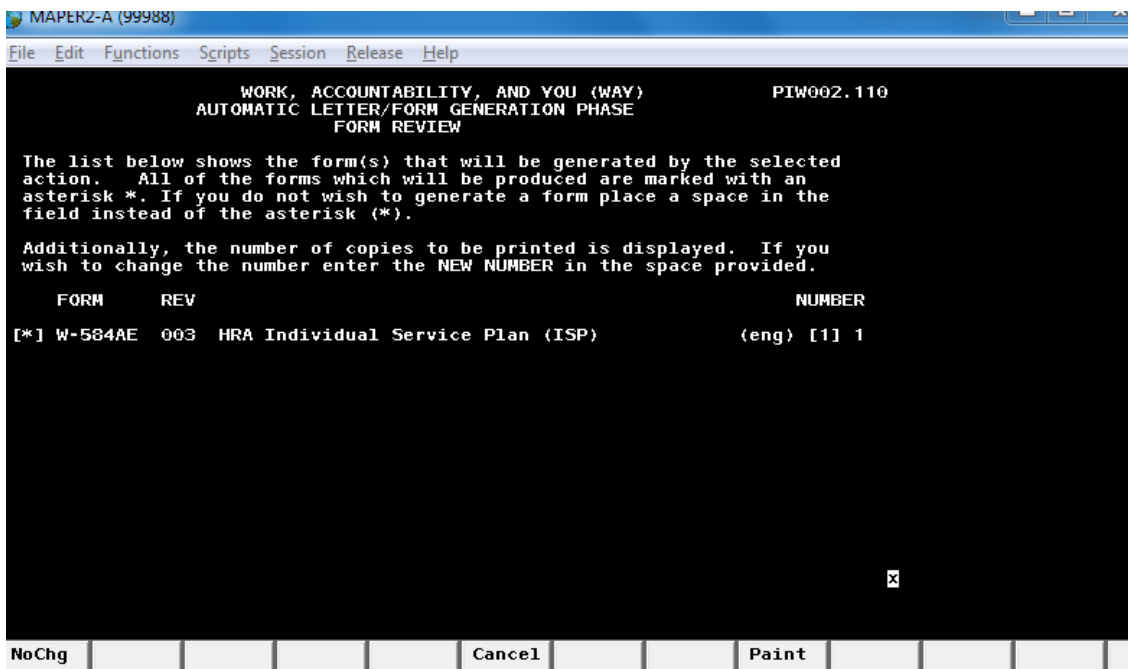 MAPER2-A (99988)
File Edit Functions Scripts Session Release Help
WORK, ACCOUNTABILITY, AND YOU (WAY) PIW002.110
AUTOMATIC LETTER/FORM GENERATION PHASE
FORM REVIEW
The list below shows the form(s) that will be generated by the selected
action. All of the forms which will be produced are marked with an
asterisk *. If you do not wish to generate a form place a space in the
field instead of the asterisk (*).
Additionally, the number of copies to be printed is displayed. If you
wish to change the number enter the NEW NUMBER in the space provided.
FORM REV NUMBER
[*] W-584AE 003 HRA Individual Service Plan (ISP) (eng) [1] 1
x
NoChg Cancel Paint